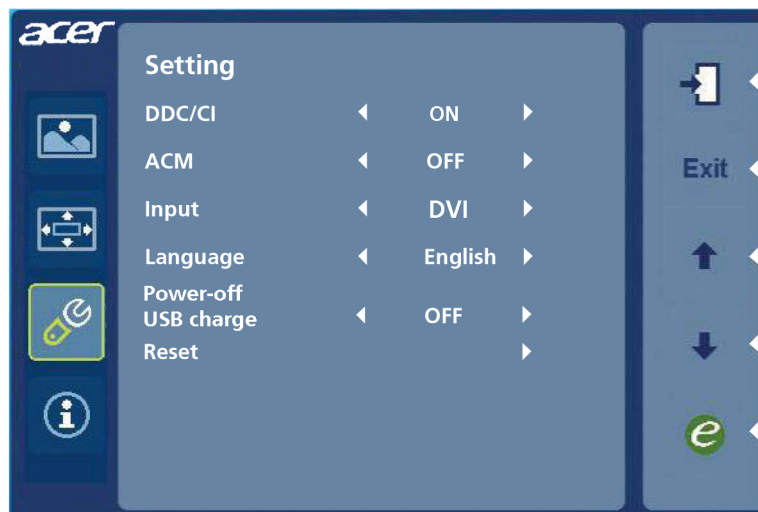 acer
Setting
DDC/CI ON
ACM OFF
Input DVI
Language English
Power-off
USB charge OFF
Reset
Exit
e